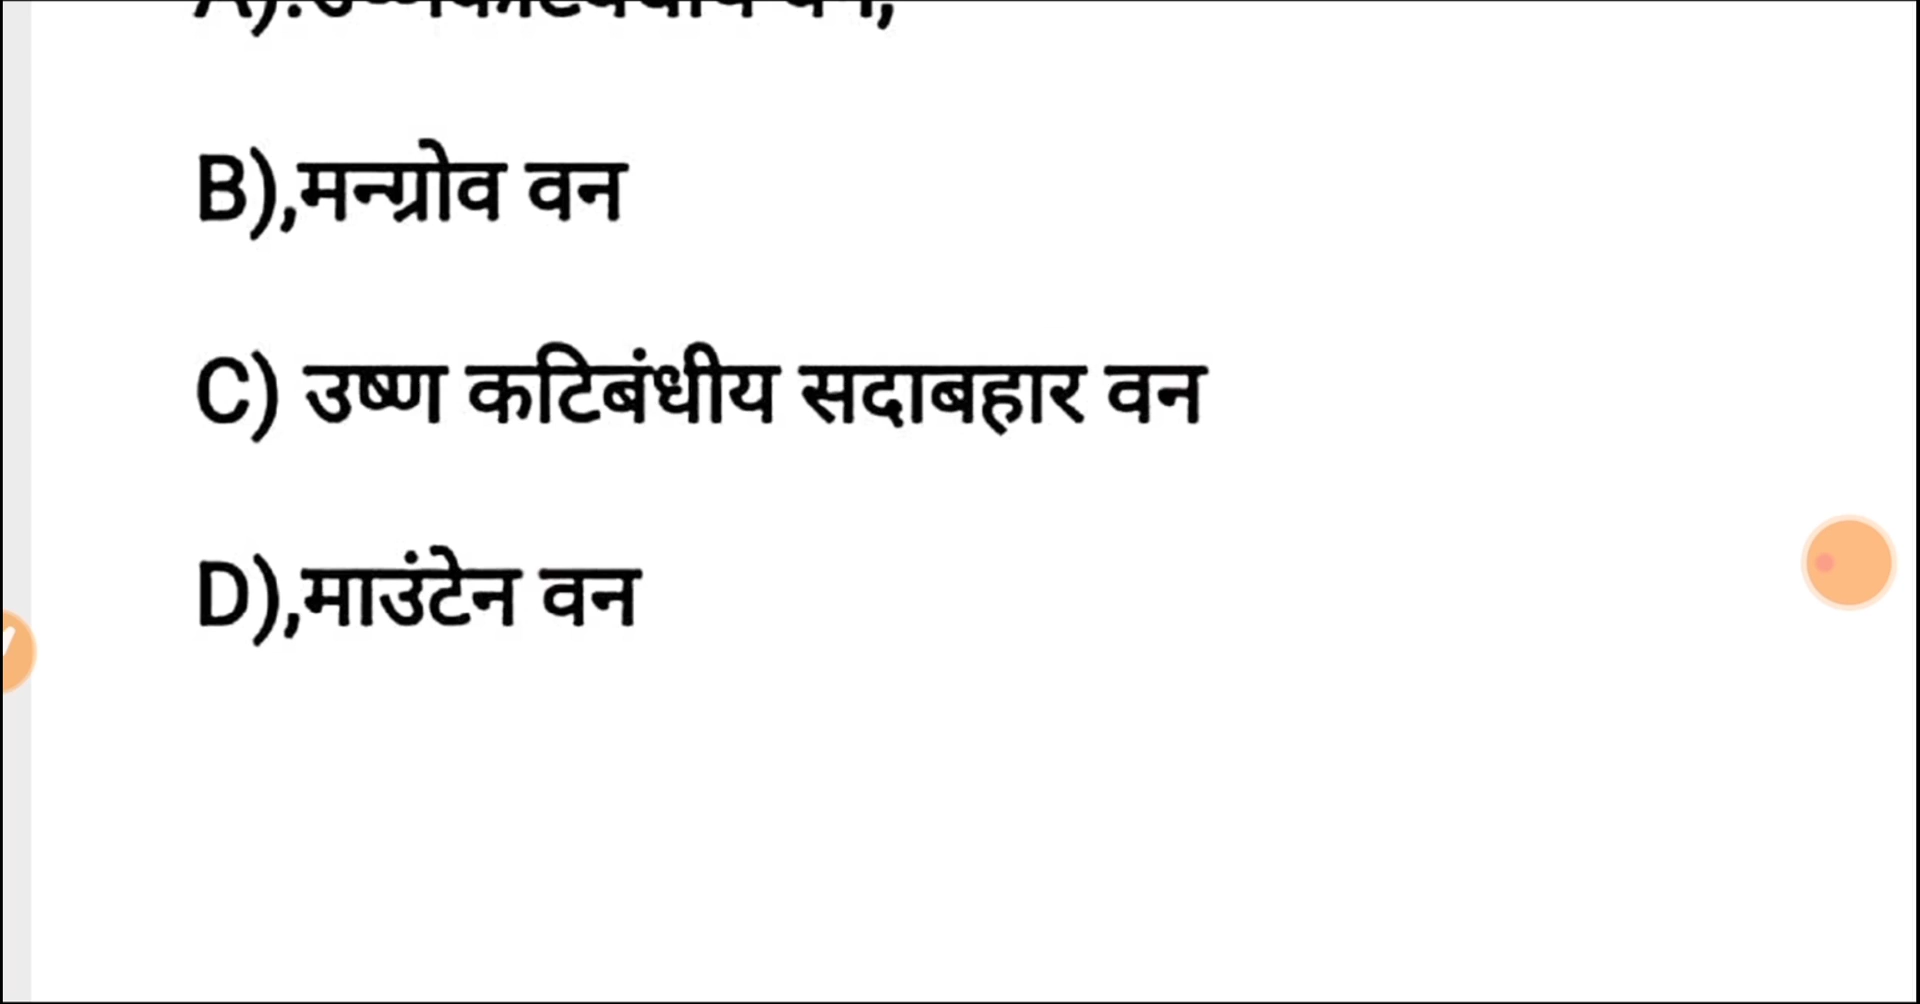 B),मन्ग्रोव वन
C) उष्ण कटिबंधीय सदाबहार वन
D),माउंटेन वन